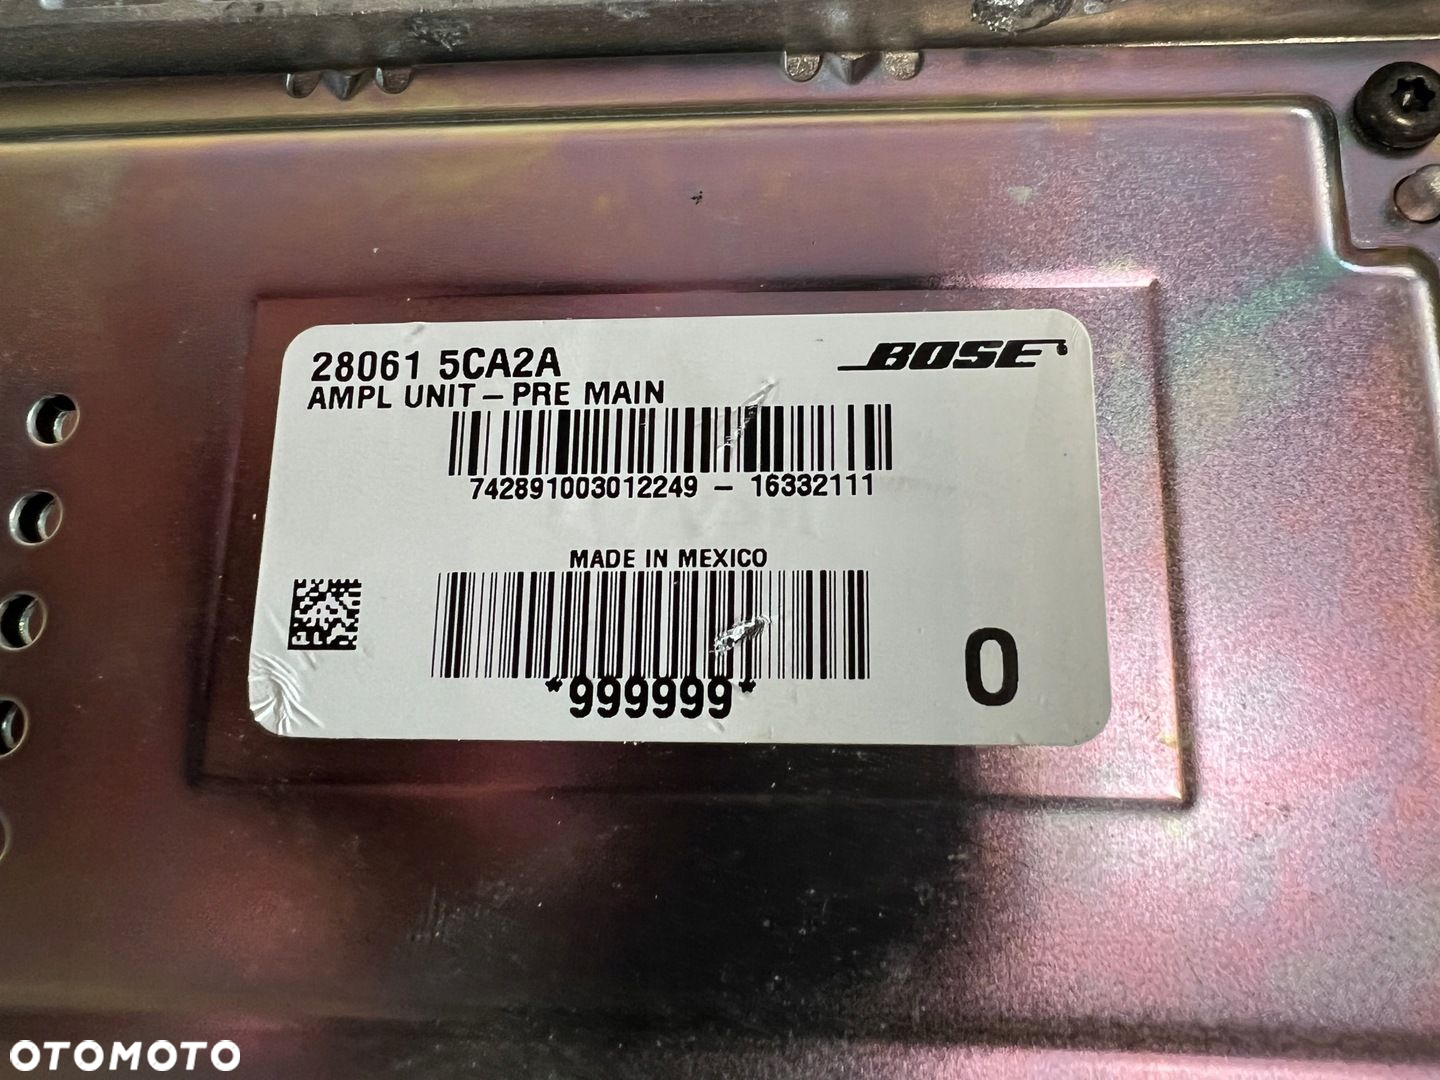 28061 5CA2A
BOSE
AMPL UNIT – PRE MAIN
742891003012249 – 16332111
MADE IN MEXICO
*999999*
0
OTOMOTO